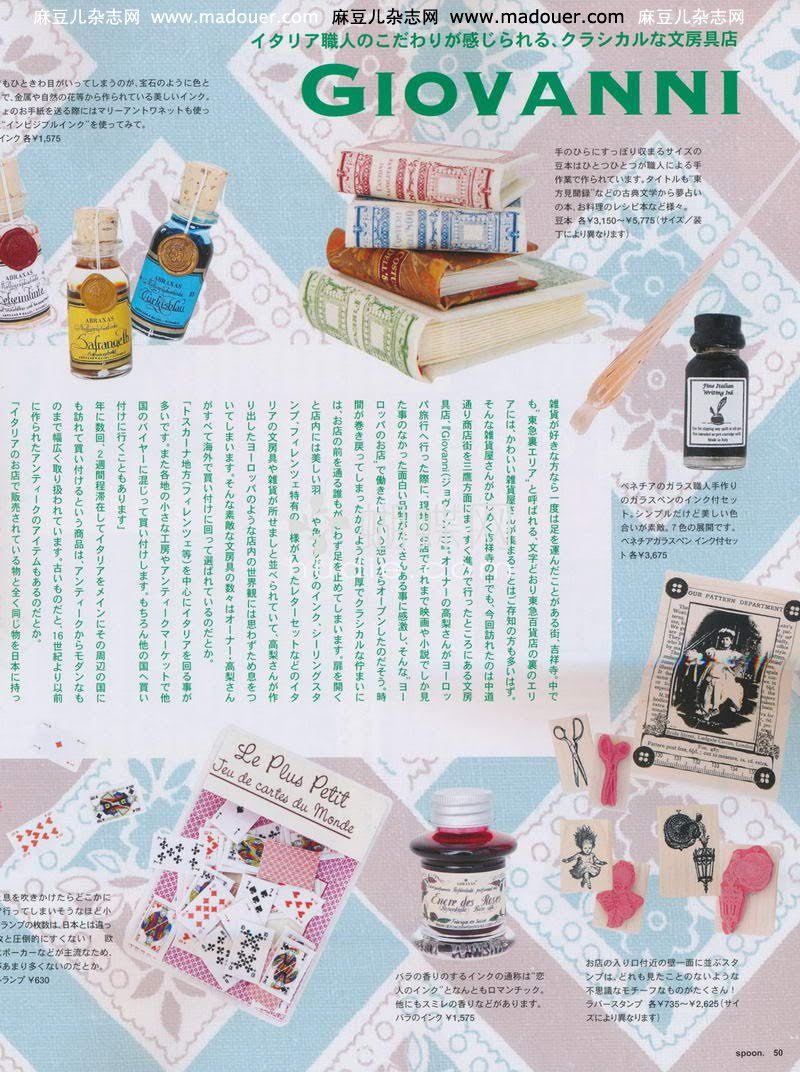 麻豆儿杂志网 www.madouer.com 麻豆儿杂志网 www.madouer.com 麻豆儿杂志网
イタリア職人のこだわりが感じられる、クラシカルな文房具店
GIOVANNI
もひときわ目がいってしまうのが、宝石のように色と
で、金属や自然の花等から作られている美しいインク。
ょのお手紙を送る際にはマリーアントワネットも使っ
“インビジブルインク”を使ってみて。
インク 各¥1,575
手のひらにすっぽり収まるサイズの
豆本はひとつひとつが職人による手
作業で作られています。タイトルも“東
方見聞録”などの古典文学から夢占い
の本、お料理のレシピ本など様々。
豆本 各¥3,150〜¥5,775(サイズ/装
丁により異なります)
ABRAXAS
Safrangelb
ABRAXAS
Türkisblau
Fine Italian
Writing Ink
Made in Italy
ベネチアのガラス職人手作り
のガラスペンのインク付セッ
ト。シンプルだけど美しい色
合いが素敵。7色の展開です。
ベネチアガラスペン インク付セッ
ト 各¥3,675
雑貨が好きな方なら一度は足を運んだことがある街、吉祥寺。中で
も“東急裏エリア”と呼ばれる、文字どおり東急百貨店の裏のエリ
アには、かわいい雑貨屋さんが集まることはご存知の方も多いはず。
そんな雑貨屋さんがひしめく吉祥寺の中でも、今回訪れたのは中道
通り商店街を三鷹方面にまっすぐ進んで行ったところにある文房
具店『Giovanni(ジョヴァンニ)』。オーナーの高梨さんがヨーロッ
パ旅行へ行った際に、現地のお店でそれまで映画や小説でしか見
た事のなかった面白い品物がたくさんある事に感激し、そんな“ヨー
ロッパのお店”で働きたいという想いからオープンしたのだそう。時
間が巻き戻ってしまったかのような重厚でクラシカルな佇まいに
は、お店の前を通る誰もが思わず足を止めてしまいます。扉を開く
と店内には美しい羽 や色 いのインク、シーリングスタ
ンプ、フィレンツェ特有の 様が入ったレターセットなどのイタ
リアの文房具や雑貨が所せましと並べられていて、高梨さんが作
り出したヨーロッパのような店内の世界観には思わずため息をつ
いてしまいます。そんな素敵な文房具の数々はオーナー・高梨さん
がすべて海外で買い付けに回って選ばれているのだとか。
「トスカーナ地方(フィレンツェ等)を中心にイタリアを回る事が
多いです。また各地の小さな工房やアンティークマーケットで他
国のバイヤーに混じって買い付けします。もちろん他の国へ買い
付けに行くこともあります」
年に数回、2週間程滞在してイタリアをメインにその周辺の国に
も訪れて買い付けるという商品は、アンティークからモダンなも
のまで幅広く取り扱われています。古いものだと、16世紀より以前
に作られたアンティークのアイテムもあるのだとか。
「イタリアのお店で販売されている物と全く同じ物を日本に持っ
OUR PATTERN DEPARTMENT
Le Plus Petit
Jeu de cartes du Monde
ABRAXAS
Encre des Roses
と息を吹きかけたらどこかに
行ってしまいそうなほど小
ランプの枚数は、日本とは違っ
枚と圧倒的にすくない! 欧
ポーカーなどが主流なため、
があまり多くないのだとか。
トランプ ¥630
バラの香りのするインクの通称は“恋
人のインク”となんともロマンチック。
他にもスミレの香りなどがあります。
バラのインク ¥1,575
お店の入り口付近の壁一面に並ぶスタ
ンプは、どれも見たことのないような
不思議なモチーフなものがたくさん!
ラバースタンプ 各¥735〜¥2,625(サイ
ズにより異なります)
spoon. 50